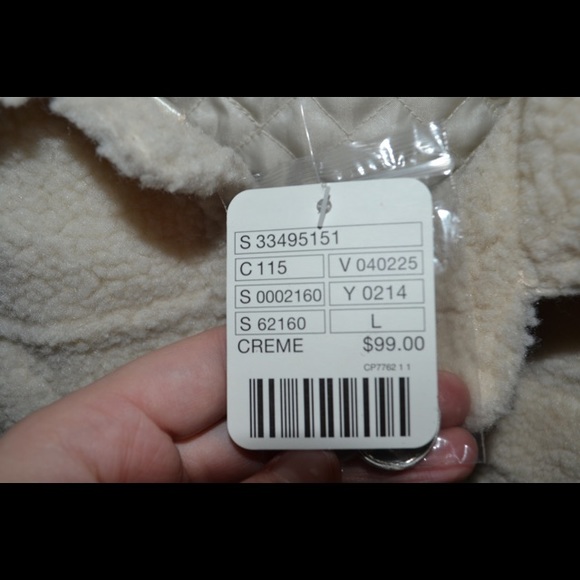 S 33495151
C 115 V 040225
S 0002160 Y 0214
S 62160 L
CREME $99.00
CP7762 1 1